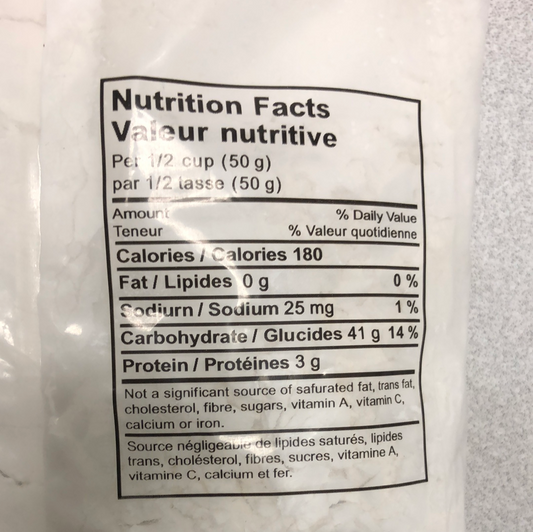 Nutrition Facts
Valeur nutritive
Per 1/2 cup (50 g)
par 1/2 tasse (50 g)
Amount % Daily Value
Teneur % Valeur quotidienne
Calories / Calories 180
Fat / Lipides 0 g 0 %
Sodium / Sodium 25 mg 1 %
Carbohydrate / Glucides 41 g 14 %
Protein / Protéines 3 g
Not a significant source of safurated fat, trans fat,
cholesterol, fibre, sugars, vitamin A, vitamin C,
calcium or iron.
Source négligeable de lipides saturés, lipides
trans, choléstérol, fibres, sucres, vitamine A,
vitamine C, calcium et fer.